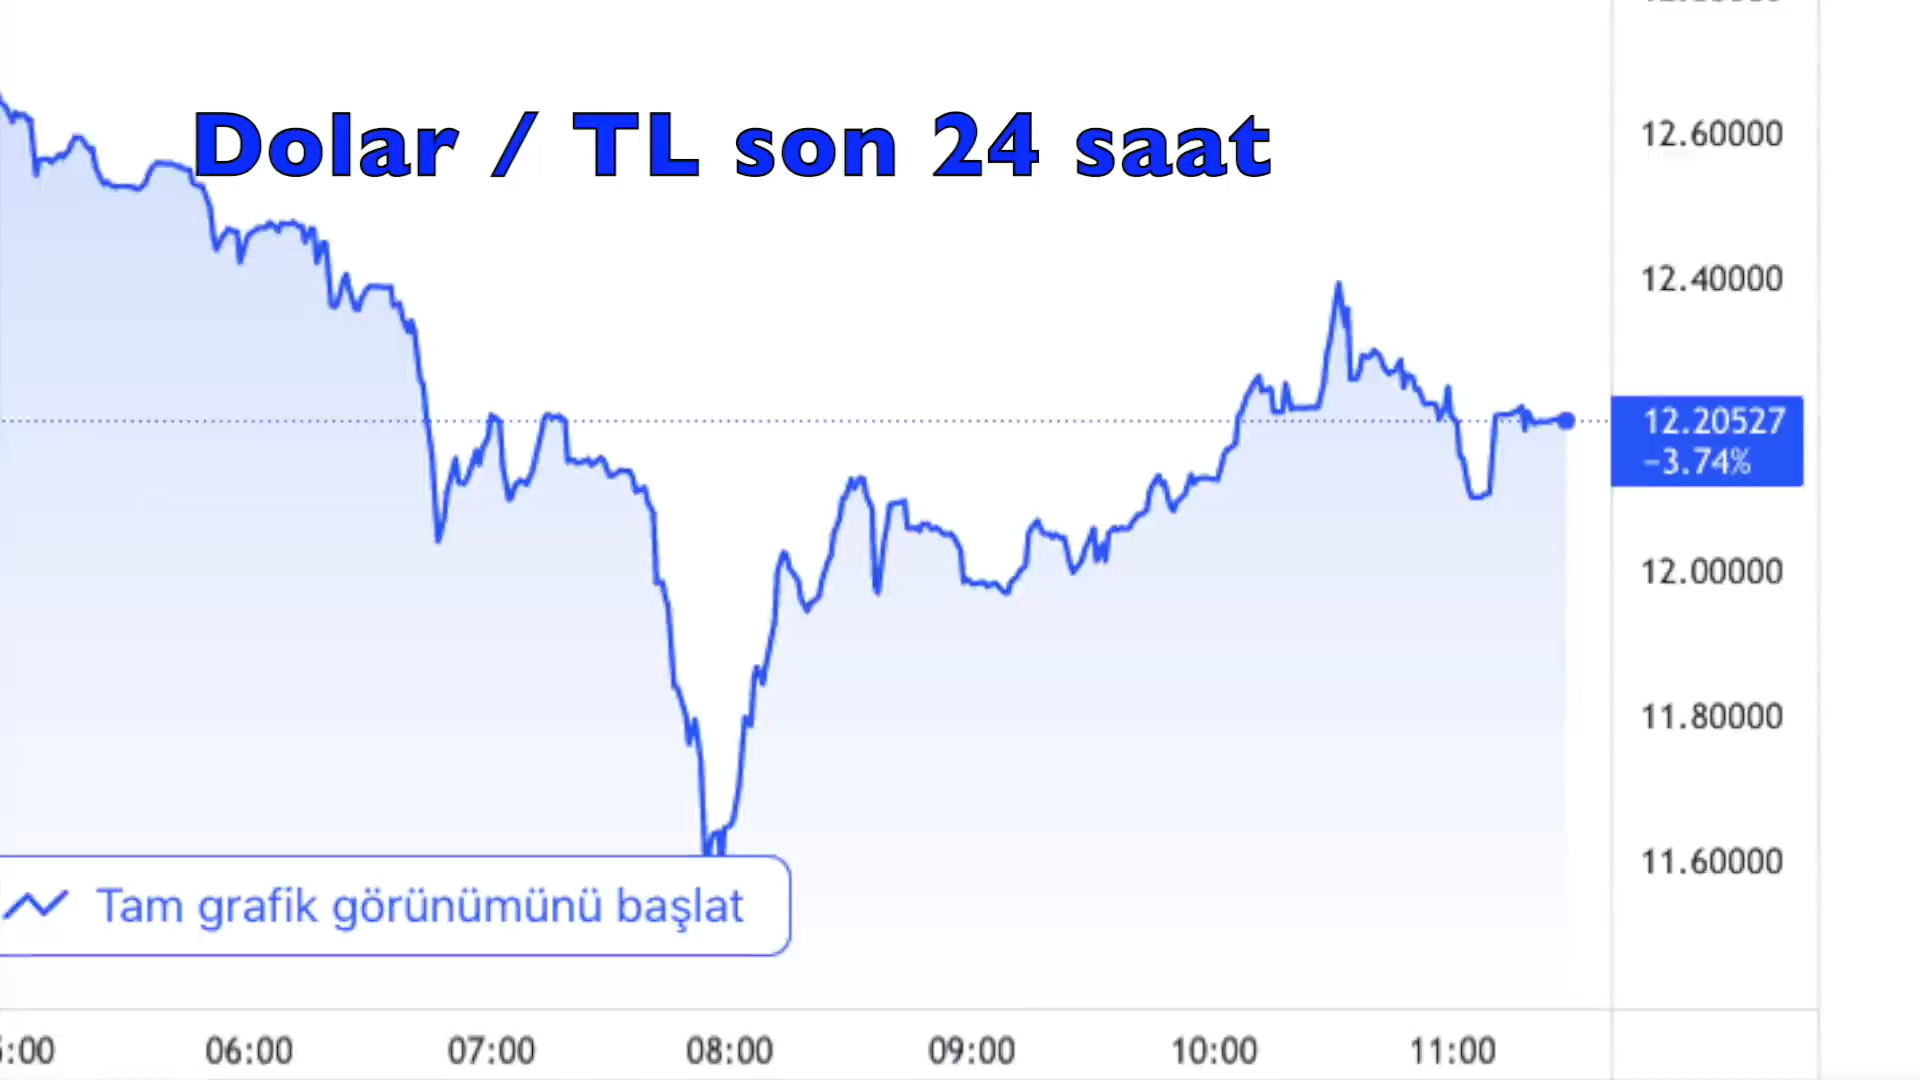 Dolar / TL son 24 saat
12.60000
12.40000
12.20527
−3.74%
12.00000
11.80000
11.60000
Tam grafik görünümünü başlat
:00 06:00 07:00 08:00 09:00 10:00 11:00